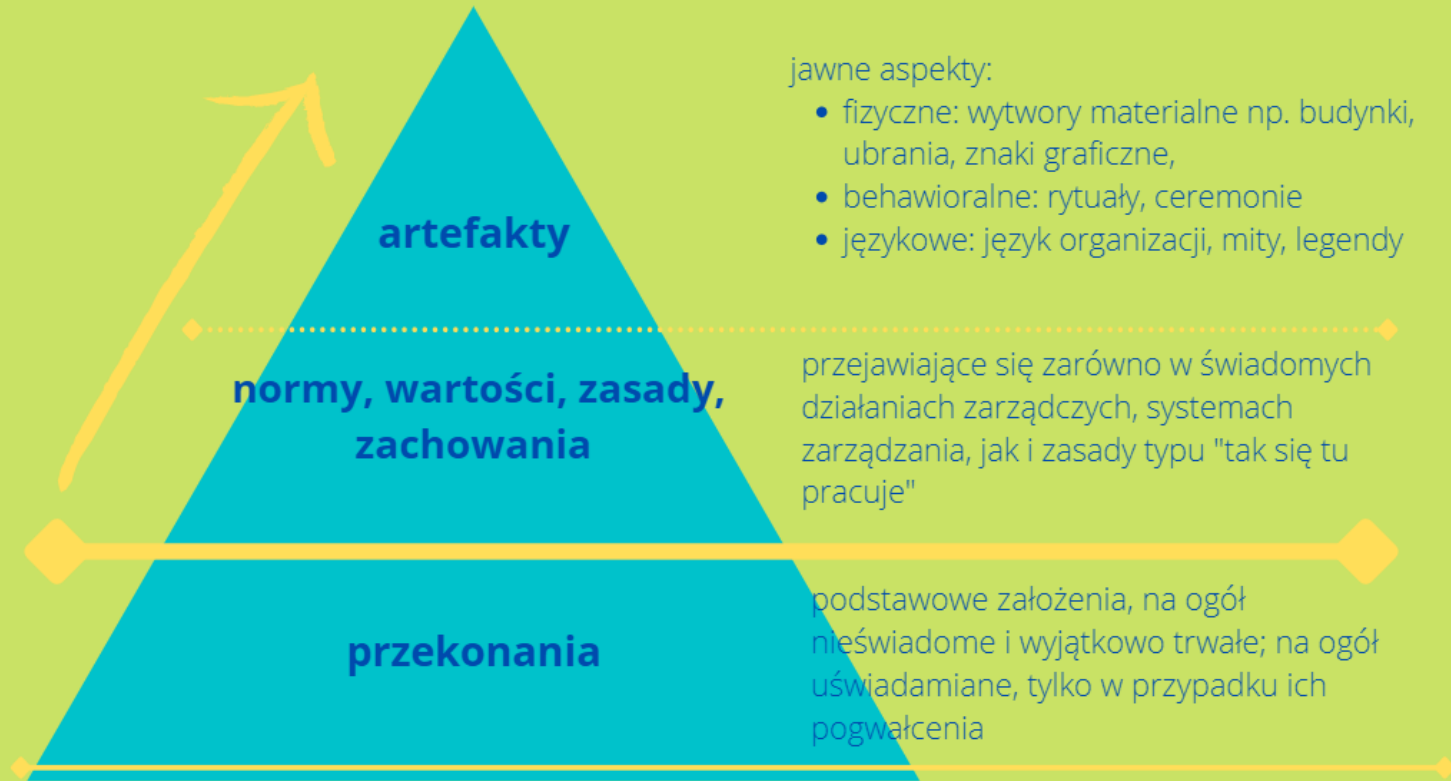 jawne aspekty:
• fizyczne: wytwory materialne np. budynki,
ubrania, znaki graficzne,
• behawioralne: rytuały, ceremonie
• językowe: język organizacji, mity, legendy
artefakty
normy, wartości, zasady,
zachowania
przejawiające się zarówno w świadomych
działaniach zarządczych, systemach
zarządzania, jak i zasady typu "tak się tu
pracuje"
przekonania
podstawowe założenia, na ogół
nieświadome i wyjątkowo trwałe; na ogół
uświadamiane, tylko w przypadku ich
pogwałcenia